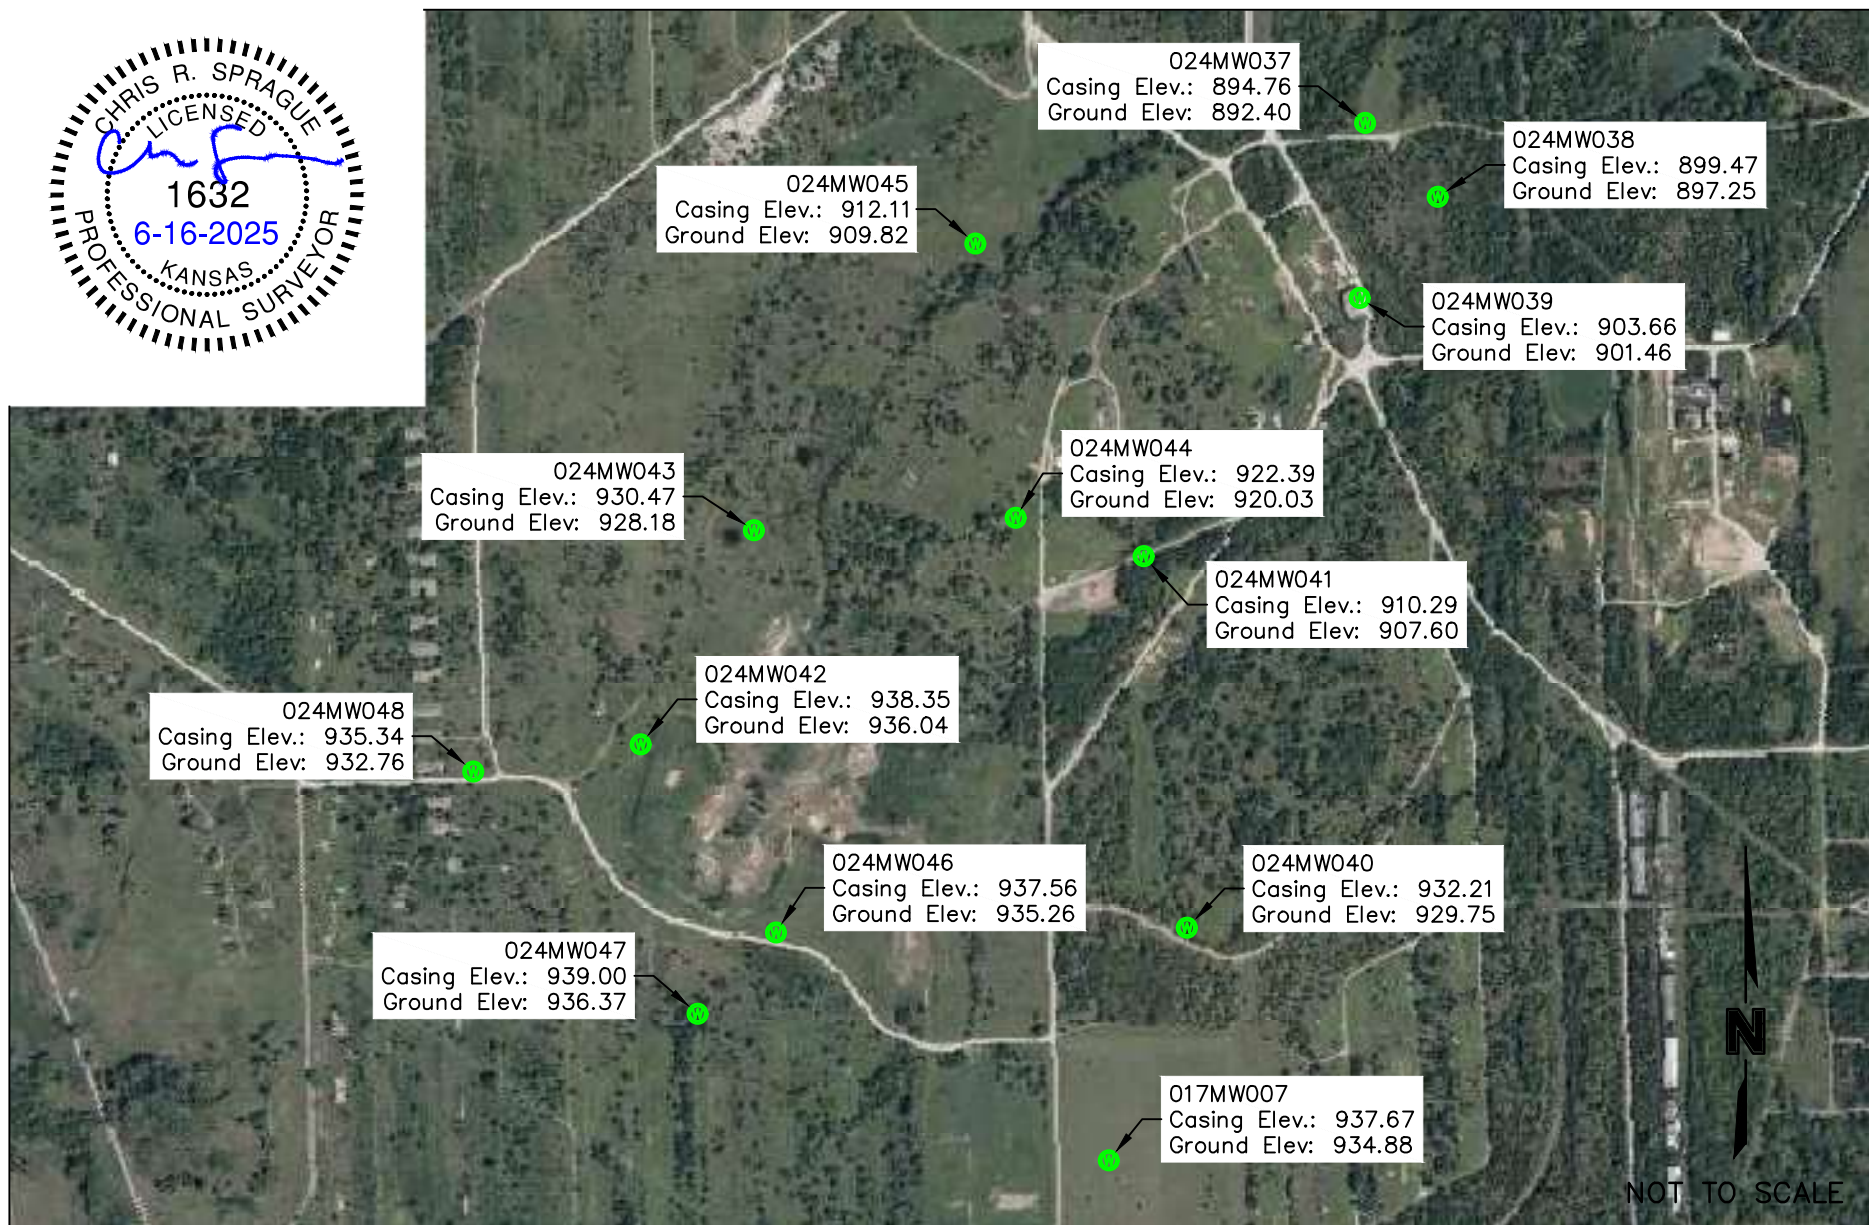 CHRIS R. SPRAGUE
LICENSED
1632
6-16-2025
KANSAS
PROFESSIONAL SURVEYOR
024MW037
Casing Elev.: 894.76
Ground Elev: 892.40
024MW038
Casing Elev.: 899.47
Ground Elev: 897.25
024MW045
Casing Elev.: 912.11
Ground Elev: 909.82
024MW039
Casing Elev.: 903.66
Ground Elev: 901.46
024MW044
Casing Elev.: 922.39
Ground Elev: 920.03
024MW043
Casing Elev.: 930.47
Ground Elev: 928.18
024MW041
Casing Elev.: 910.29
Ground Elev: 907.60
024MW042
Casing Elev.: 938.35
Ground Elev: 936.04
024MW048
Casing Elev.: 935.34
Ground Elev: 932.76
024MW046
Casing Elev.: 937.56
Ground Elev: 935.26
024MW040
Casing Elev.: 932.21
Ground Elev: 929.75
024MW047
Casing Elev.: 939.00
Ground Elev: 936.37
N
017MW007
Casing Elev.: 937.67
Ground Elev: 934.88
NOT TO SCALE